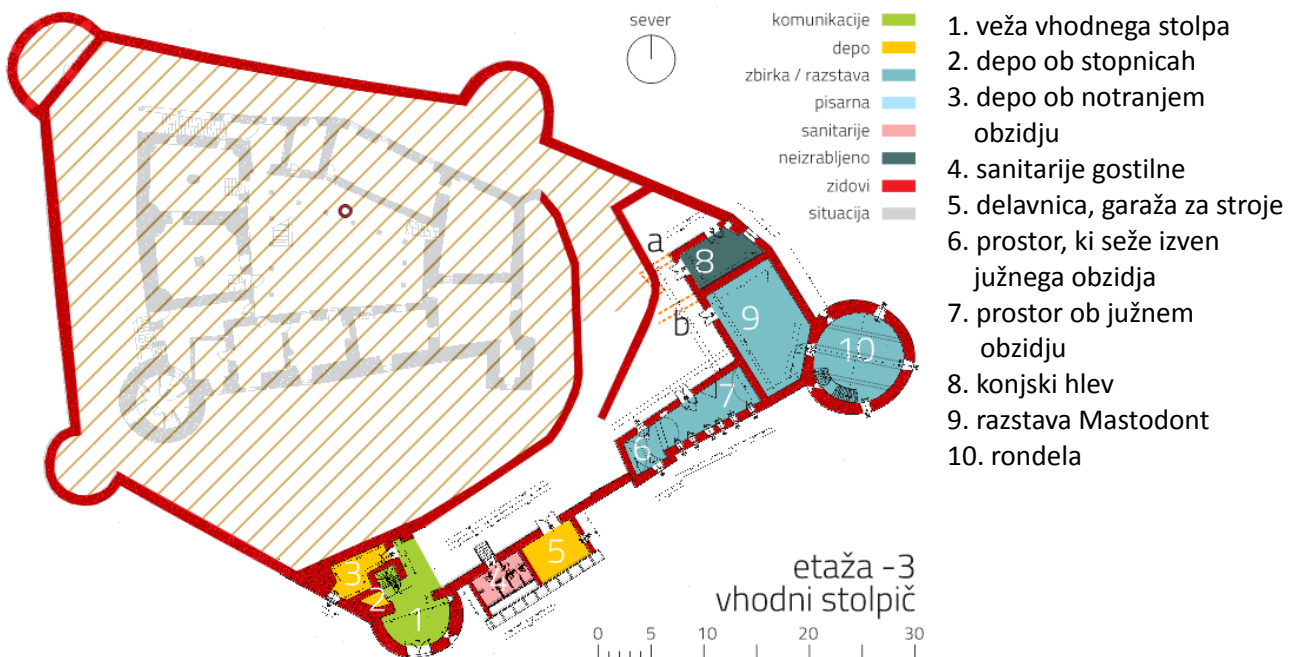 sever
komunikacije
depo
zbirka / razstava
pisarna
sanitarije
neizrabljeno
zidovi
situacija
1. veža vhodnega stolpa
2. depo ob stopnicah
3. depo ob notranjem
obzidju
4. sanitarije gostilne
5. delavnica, garaža za stroje
6. prostor, ki seže izven
južnega obzidja
7. prostor ob južnem
obzidju
8. konjski hlev
9. razstava Mastodont
10. rondela
a
8
b
9
10
7
6
5
4
3
2
1
etaža -3
vhodni stolpič
0 5 10 20 30